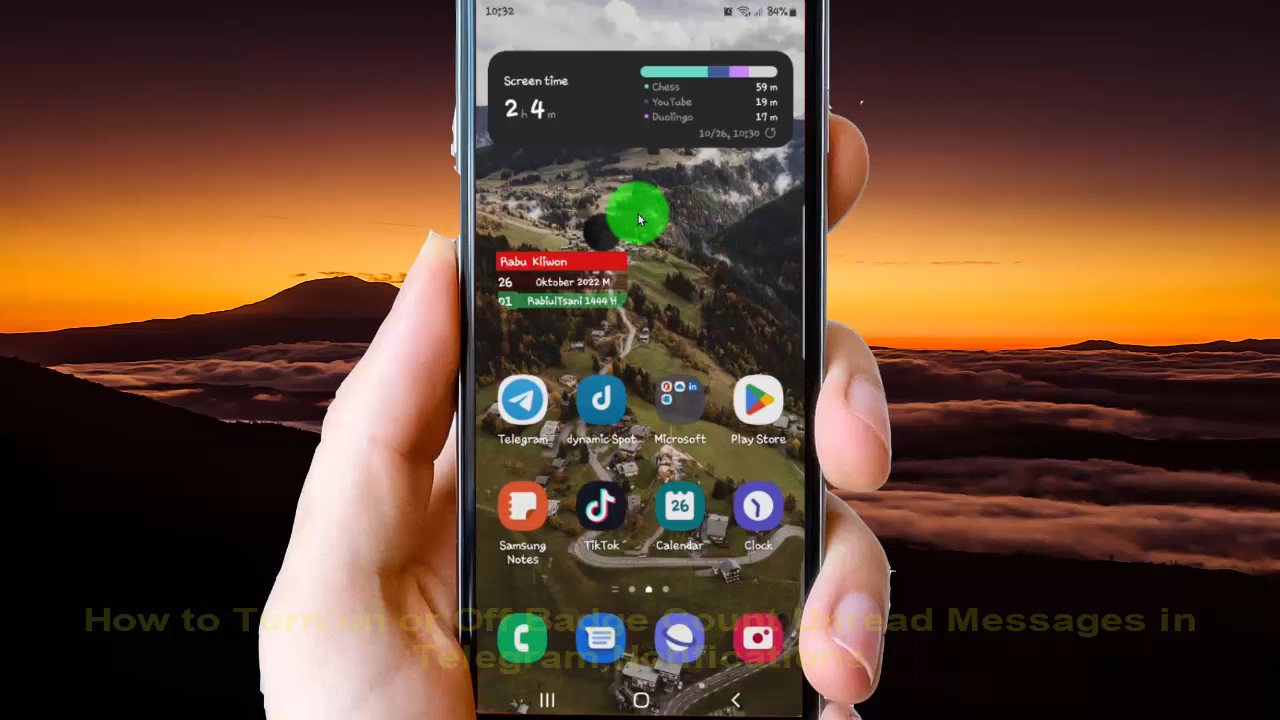 10:32
84%
Screen time
2h 4m
Chess 59 m
YouTube 19 m
Duolingo 17 m
10/26, 10:30
Rabu Kliwon
26 Oktober 2022 M
01 RabiulTsani 1444 H
in
Telegram dynamic Spot Microsoft Play Store
26
Samsung Notes TikTok Calendar Clock
How to Turn on or Off Badge Count Unread Messages in
Telegram Notifications